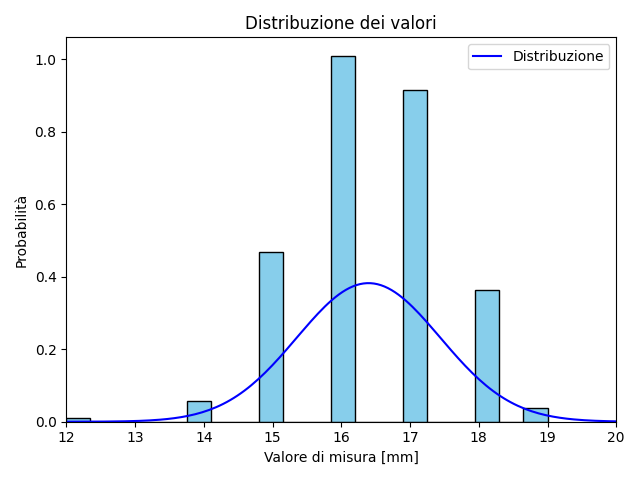 Distribuzione dei valori
Distribuzione
Probabilità
1.0
0.8
0.6
0.4
0.2
0.0
12 13 14 15 16 17 18 19 20
Valore di misura [mm]